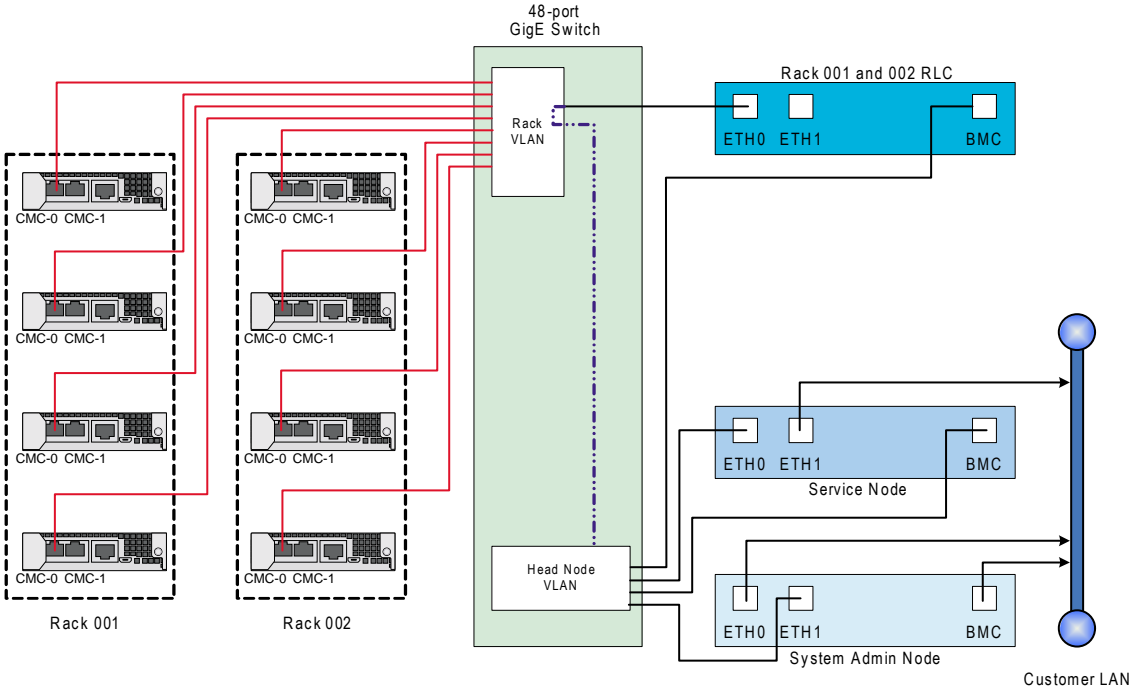 48-port
GigE Switch
Rack 001 and 002 RLC
Rack
VLAN
ETH0 ETH1 BMC
CMC-0 CMC-1
CMC-0 CMC-1
CMC-0 CMC-1
CMC-0 CMC-1
CMC-0 CMC-1
CMC-0 CMC-1
ETH0 ETH1 BMC
Service Node
CMC-0 CMC-1
CMC-0 CMC-1
Head Node
VLAN
Rack 001
Rack 002
ETH0 ETH1 BMC
System Admin Node
Customer LAN